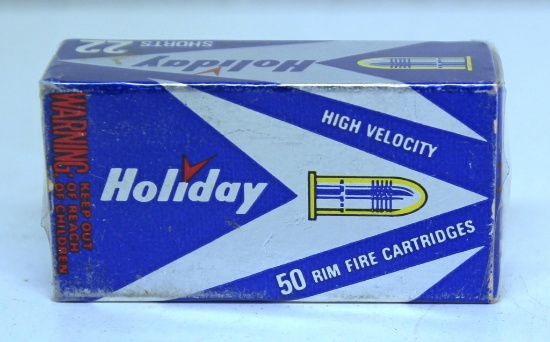 22 SHORTS
Holiday
WARNING
KEEP OUT
OF REACH
OF CHILDREN
Holiday
HIGH VELOCITY
50 RIM FIRE CARTRIDGES